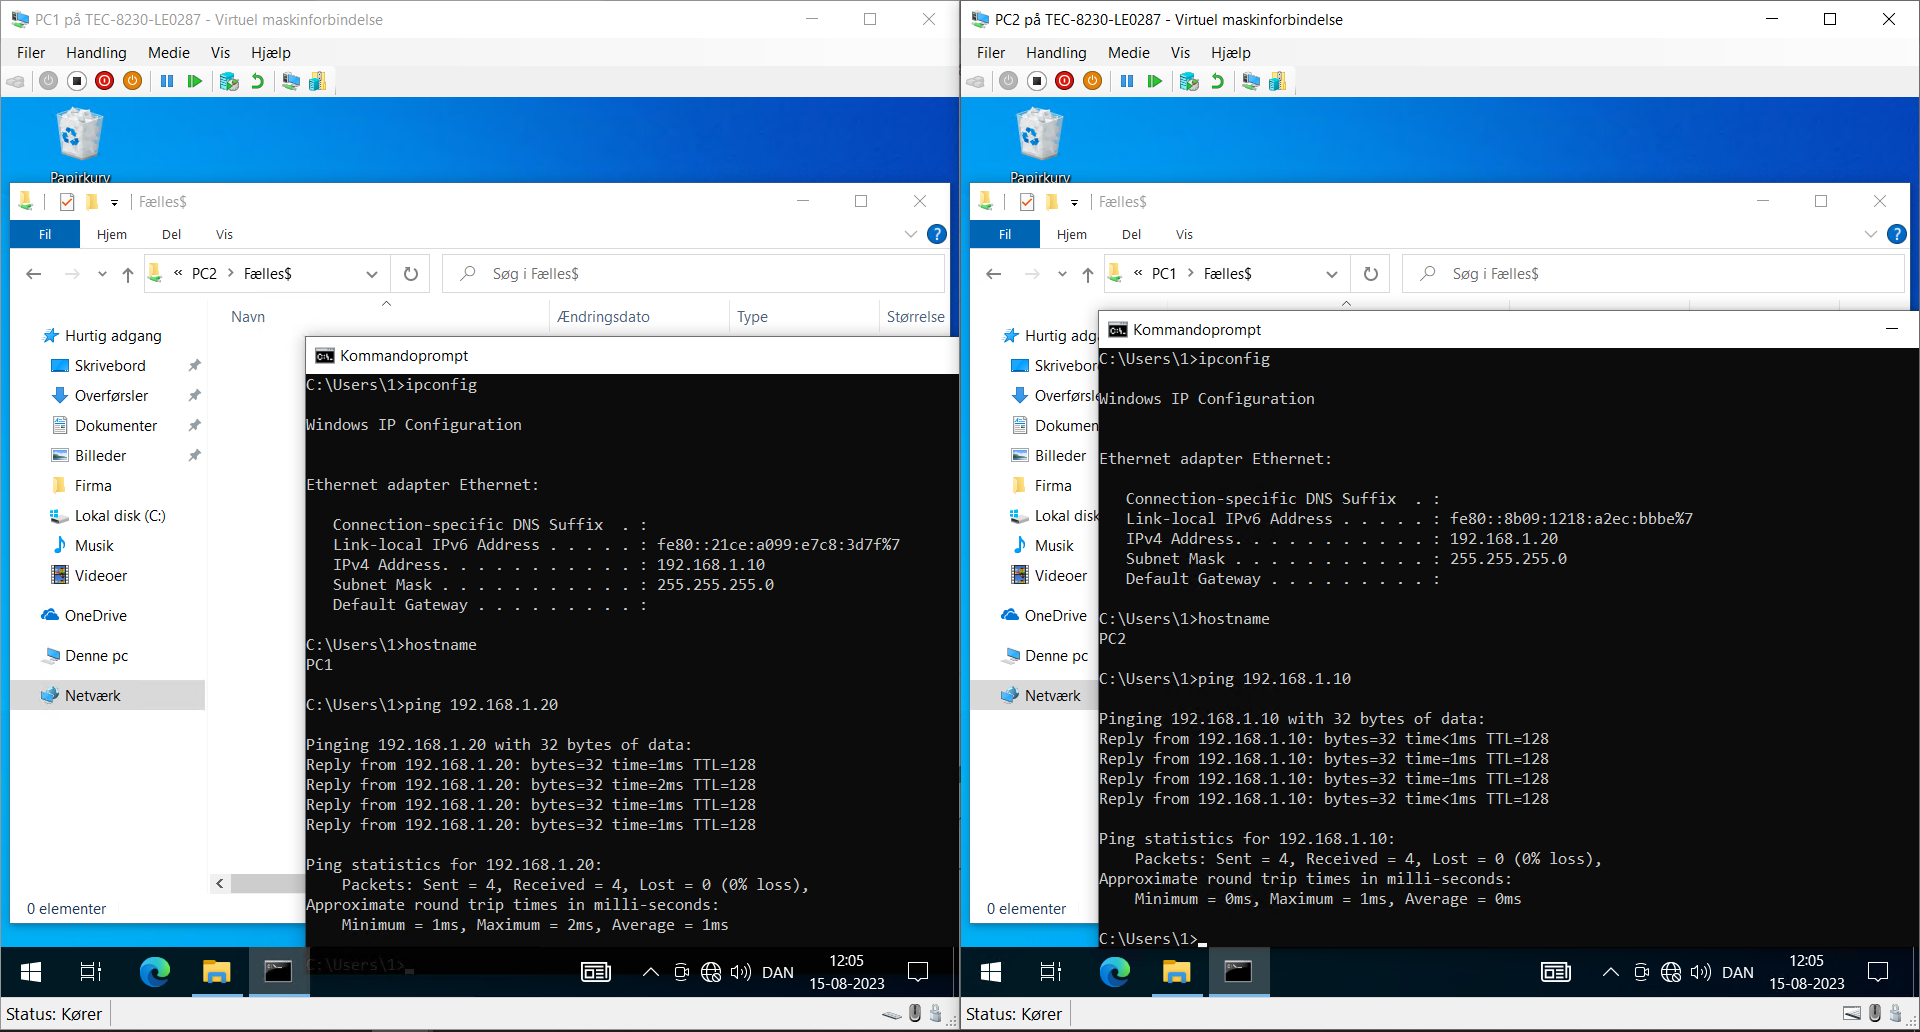 PC1 på TEC-8230-LE0287 - Virtuel maskinforbindelse
Filer Handling Medie Vis Hjælp
Papirkurv
Fælles$
Fil Hjem Del Vis
« PC2 > Fælles$
Søg i Fælles$
Navn Ændringsdato Type Størrelse
Hurtig adgang
Skrivebord
Overførsler
Dokumenter
Billeder
Firma
Lokal disk (C:)
Musik
Videoer
OneDrive
Denne pc
Netværk
0 elementer
Kommandoprompt
C:\Users\1>ipconfig
Windows IP Configuration
Ethernet adapter Ethernet:
Connection-specific DNS Suffix . :
Link-local IPv6 Address . . . . . : fe80::21ce:a099:e7c8:3d7f%7
IPv4 Address. . . . . . . . . . . : 192.168.1.10
Subnet Mask . . . . . . . . . . . : 255.255.255.0
Default Gateway . . . . . . . . . :
C:\Users\1>hostname
PC1
C:\Users\1>ping 192.168.1.20
Pinging 192.168.1.20 with 32 bytes of data:
Reply from 192.168.1.20: bytes=32 time=1ms TTL=128
Reply from 192.168.1.20: bytes=32 time=2ms TTL=128
Reply from 192.168.1.20: bytes=32 time=1ms TTL=128
Reply from 192.168.1.20: bytes=32 time=1ms TTL=128
Ping statistics for 192.168.1.20:
Packets: Sent = 4, Received = 4, Lost = 0 (0% loss),
Approximate round trip times in milli-seconds:
Minimum = 1ms, Maximum = 2ms, Average = 1ms
C:\Users\1>
DAN
12:05
15-08-2023
Status: Kører
PC2 på TEC-8230-LE0287 - Virtuel maskinforbindelse
Filer Handling Medie Vis Hjælp
Papirkurv
Fælles$
Fil Hjem Del Vis
« PC1 > Fælles$
Søg i Fælles$
Hurtig adg
Skrivebor
Overførsle
Dokumen
Billeder
Firma
Lokal disk
Musik
Videoer
OneDrive
Denne pc
Netværk
0 elementer
Kommandoprompt
C:\Users\1>ipconfig
Windows IP Configuration
Ethernet adapter Ethernet:
Connection-specific DNS Suffix . :
Link-local IPv6 Address . . . . . : fe80::8b09:1218:a2ec:bbbe%7
IPv4 Address. . . . . . . . . . . : 192.168.1.20
Subnet Mask . . . . . . . . . . . : 255.255.255.0
Default Gateway . . . . . . . . . :
C:\Users\1>hostname
PC2
C:\Users\1>ping 192.168.1.10
Pinging 192.168.1.10 with 32 bytes of data:
Reply from 192.168.1.10: bytes=32 time<1ms TTL=128
Reply from 192.168.1.10: bytes=32 time<1ms TTL=128
Reply from 192.168.1.10: bytes=32 time<1ms TTL=128
Reply from 192.168.1.10: bytes=32 time<1ms TTL=128
Ping statistics for 192.168.1.10:
Packets: Sent = 4, Received = 4, Lost = 0 (0% loss),
Approximate round trip times in milli-seconds:
Minimum = 0ms, Maximum = 1ms, Average = 0ms
C:\Users\1>
DAN
12:05
15-08-2023
Status: Kører